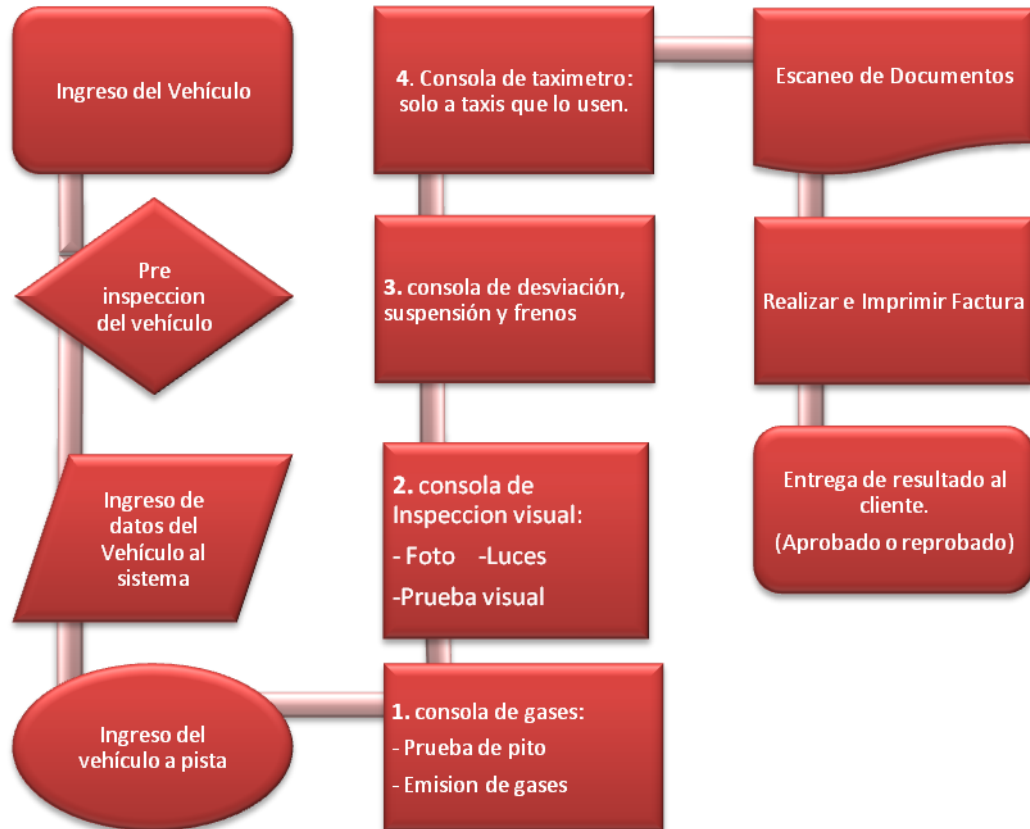 Ingreso del Vehículo
Pre
inspeccion
del vehículo
Ingreso de
datos del
Vehículo al
sistema
Ingreso del
vehículo a pista
1. consola de gases:
- Prueba de pito
- Emision de gases
2. consola de
Inspeccion visual:
- Foto -Luces
-Prueba visual
3. consola de desviación,
suspensión y frenos
4. Consola de taximetro:
solo a taxis que lo usen.
Escaneo de Documentos
Realizar e Imprimir Factura
Entrega de resultado al
cliente.
(Aprobado o reprobado)